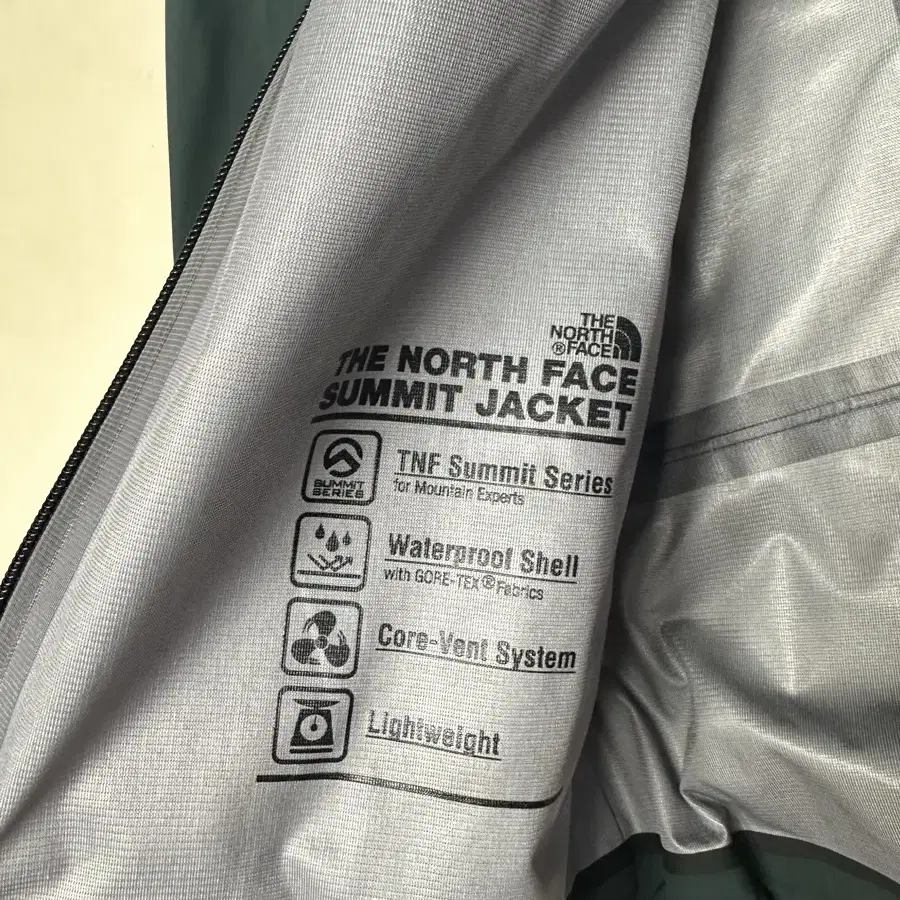 THE
NORTH
®FACE
THE NORTH FACE
SUMMIT JACKET
SUMMIT
SERIES
TNF Summit Series
for Mountain Experts
Waterproof Shell
with GORE-TEX® Fabrics
Core-Vent System
Lightweight